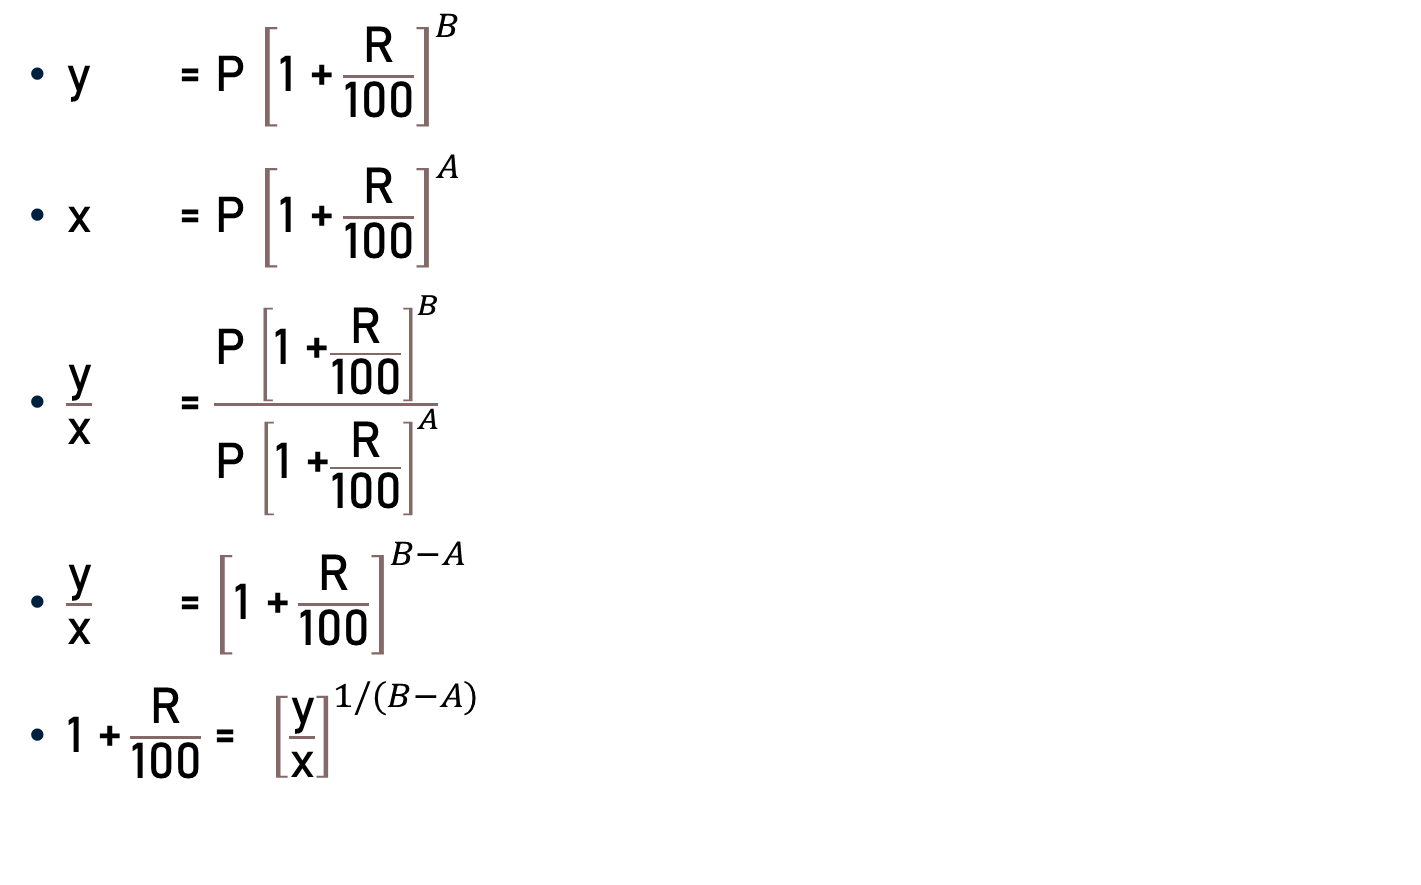 • y = P [1 + R/100]^B
• x = P [1 + R/100]^A
• y/x = P [1 + R/100]^B / P [1 + R/100]^A
• y/x = [1 + R/100]^(B−A)
• 1 + R/100 = [y/x]^(1/(B−A))